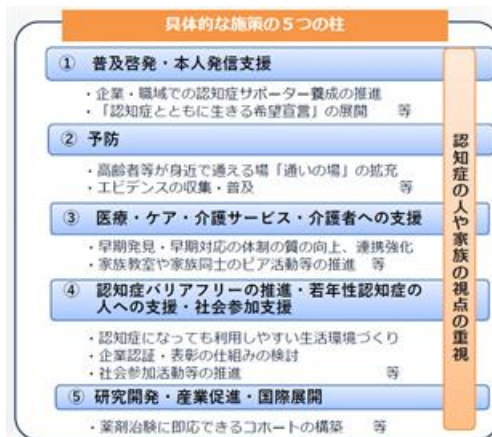 具体的な施策の５つの柱
① 普及啓発・本人発信支援
・企業・職域での認知症サポーター養成の推進
・「認知症とともに生きる希望宣言」の展開 等
② 予防
・高齢者等が身近で通える場「通いの場」の拡充
・エビデンスの収集・普及 等
③ 医療・ケア・介護サービス・介護者への支援
・早期発見・早期対応の体制の質の向上、連携強化
・家族教室や家族同士のピア活動等の推進 等
④ 認知症バリアフリーの推進・若年性認知症の
人への支援・社会参加支援
・認知症になっても利用しやすい生活環境づくり
・企業認証・表彰の仕組みの検討
・社会参加活動等の推進 等
⑤ 研究開発・産業促進・国際展開
・薬剤治験に即応できるコホートの構築 等
認知症の人や家族の視点の重視